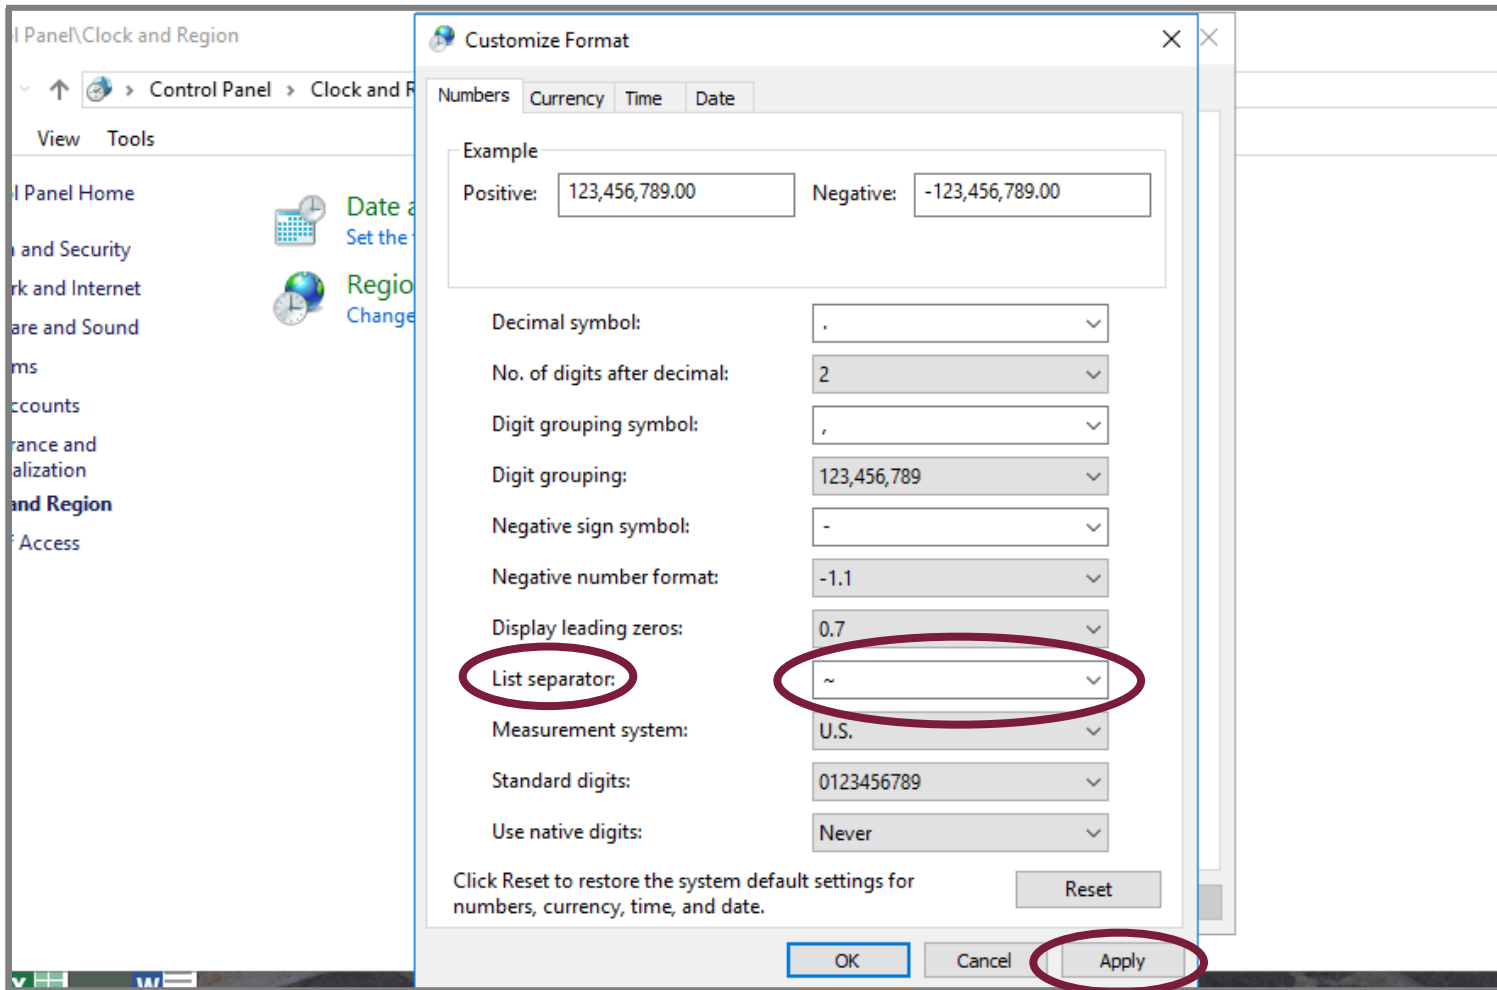 l Panel\Clock and Region
Control Panel > Clock and R
View Tools
l Panel Home
and Security
rk and Internet
are and Sound
ms
ccounts
rance and
alization
and Region
Access
Date a
Set the
Regio
Change
Customize Format
Numbers Currency Time Date
Example
Positive: 123,456,789.00 Negative: -123,456,789.00
Decimal symbol: .
No. of digits after decimal: 2
Digit grouping symbol: ,
Digit grouping: 123,456,789
Negative sign symbol: -
Negative number format: -1.1
Display leading zeros: 0.7
List separator: ~
Measurement system: U.S.
Standard digits: 0123456789
Use native digits: Never
Click Reset to restore the system default settings for
numbers, currency, time, and date.
Reset
OK Cancel Apply